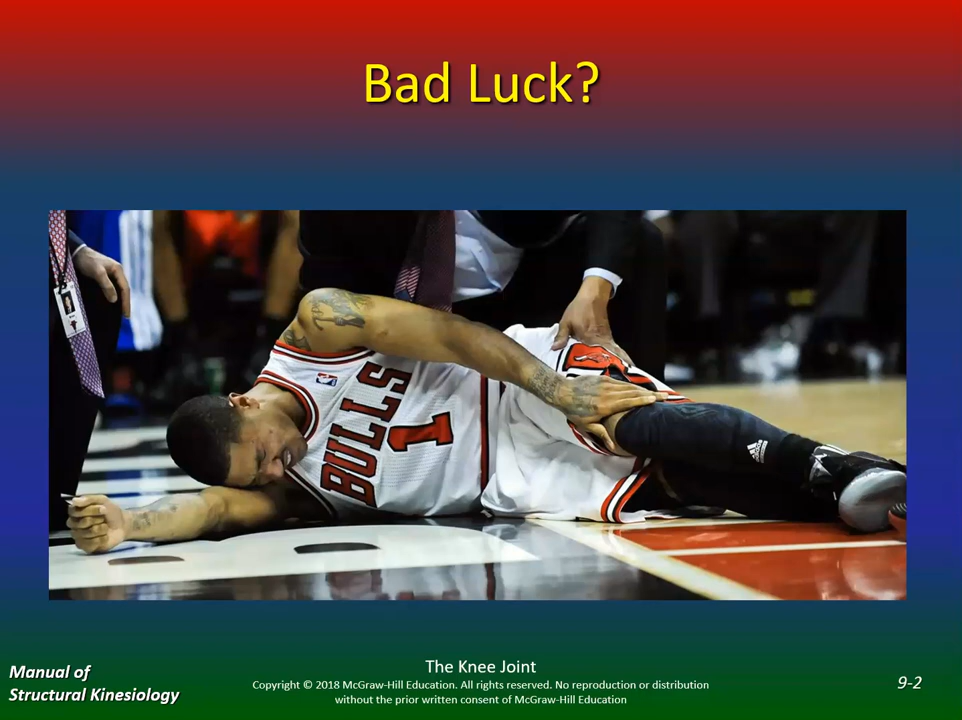 Bad Luck?
BULLS
1
adidas
Manual of
Structural Kinesiology
The Knee Joint
Copyright © 2018 McGraw-Hill Education. All rights reserved. No reproduction or distribution
without the prior written consent of McGraw-Hill Education
9-2